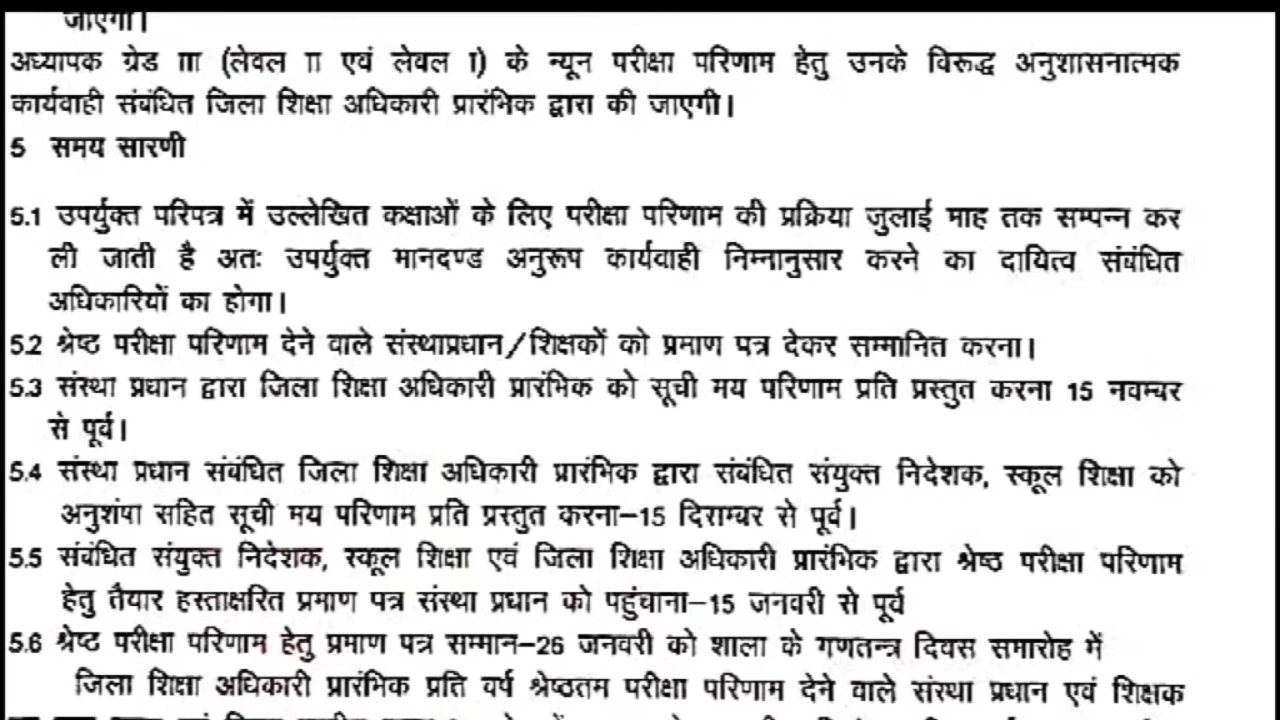 जाएगी।
अध्यापक ग्रेड III (लेवल II एवं लेवल I) के न्यून परीक्षा परिणाम हेतु उनके विरूद्ध अनुशासनात्मक
कार्यवाही संबंधित जिला शिक्षा अधिकारी प्रारंभिक द्वारा की जाएगी।
5 समय सारणी
5.1 उपर्युक्त परिपत्र में उल्लेखित कक्षाओं के लिए परीक्षा परिणाम की प्रक्रिया जुलाई माह तक सम्पन्न कर
ली जाती है अतः उपर्युक्त मानदण्ड अनुरूप कार्यवाही निम्नानुसार करने का दायित्व संबंधित
अधिकारियों का होगा।
5.2 श्रेष्ठ परीक्षा परिणाम देने वाले संस्थाप्रधान/शिक्षकों को प्रमाण पत्र देकर सम्मानित करना।
5.3 संस्था प्रधान द्वारा जिला शिक्षा अधिकारी प्रारंभिक को सूची मय परिणाम प्रति प्रस्तुत करना 15 नवम्बर
से पूर्व।
5.4 संस्था प्रधान संबंधित जिला शिक्षा अधिकारी प्रारंभिक द्वारा संबंधित संयुक्त निदेशक, स्कूल शिक्षा को
अनुशंषा सहित सूची मय परिणाम प्रति प्रस्तुत करना–15 दिसम्बर से पूर्व।
5.5 संबंधित संयुक्त निदेशक, स्कूल शिक्षा एवं जिला शिक्षा अधिकारी प्रारंभिक द्वारा श्रेष्ठ परीक्षा परिणाम
हेतु तैयार हस्ताक्षरित प्रमाण पत्र संस्था प्रधान को पहुंचाना–15 जनवरी से पूर्व
5.6 श्रेष्ट परीक्षा परिणाम हेतु प्रमाण पत्र सम्मान–26 जनवरी को शाला के गणतन्त्र दिवस समारोह में
जिला शिक्षा अधिकारी प्रारंभिक प्रति वर्ष श्रेष्ठतम परीक्षा परिणाम देने वाले संस्था प्रधान एवं शिक्षक